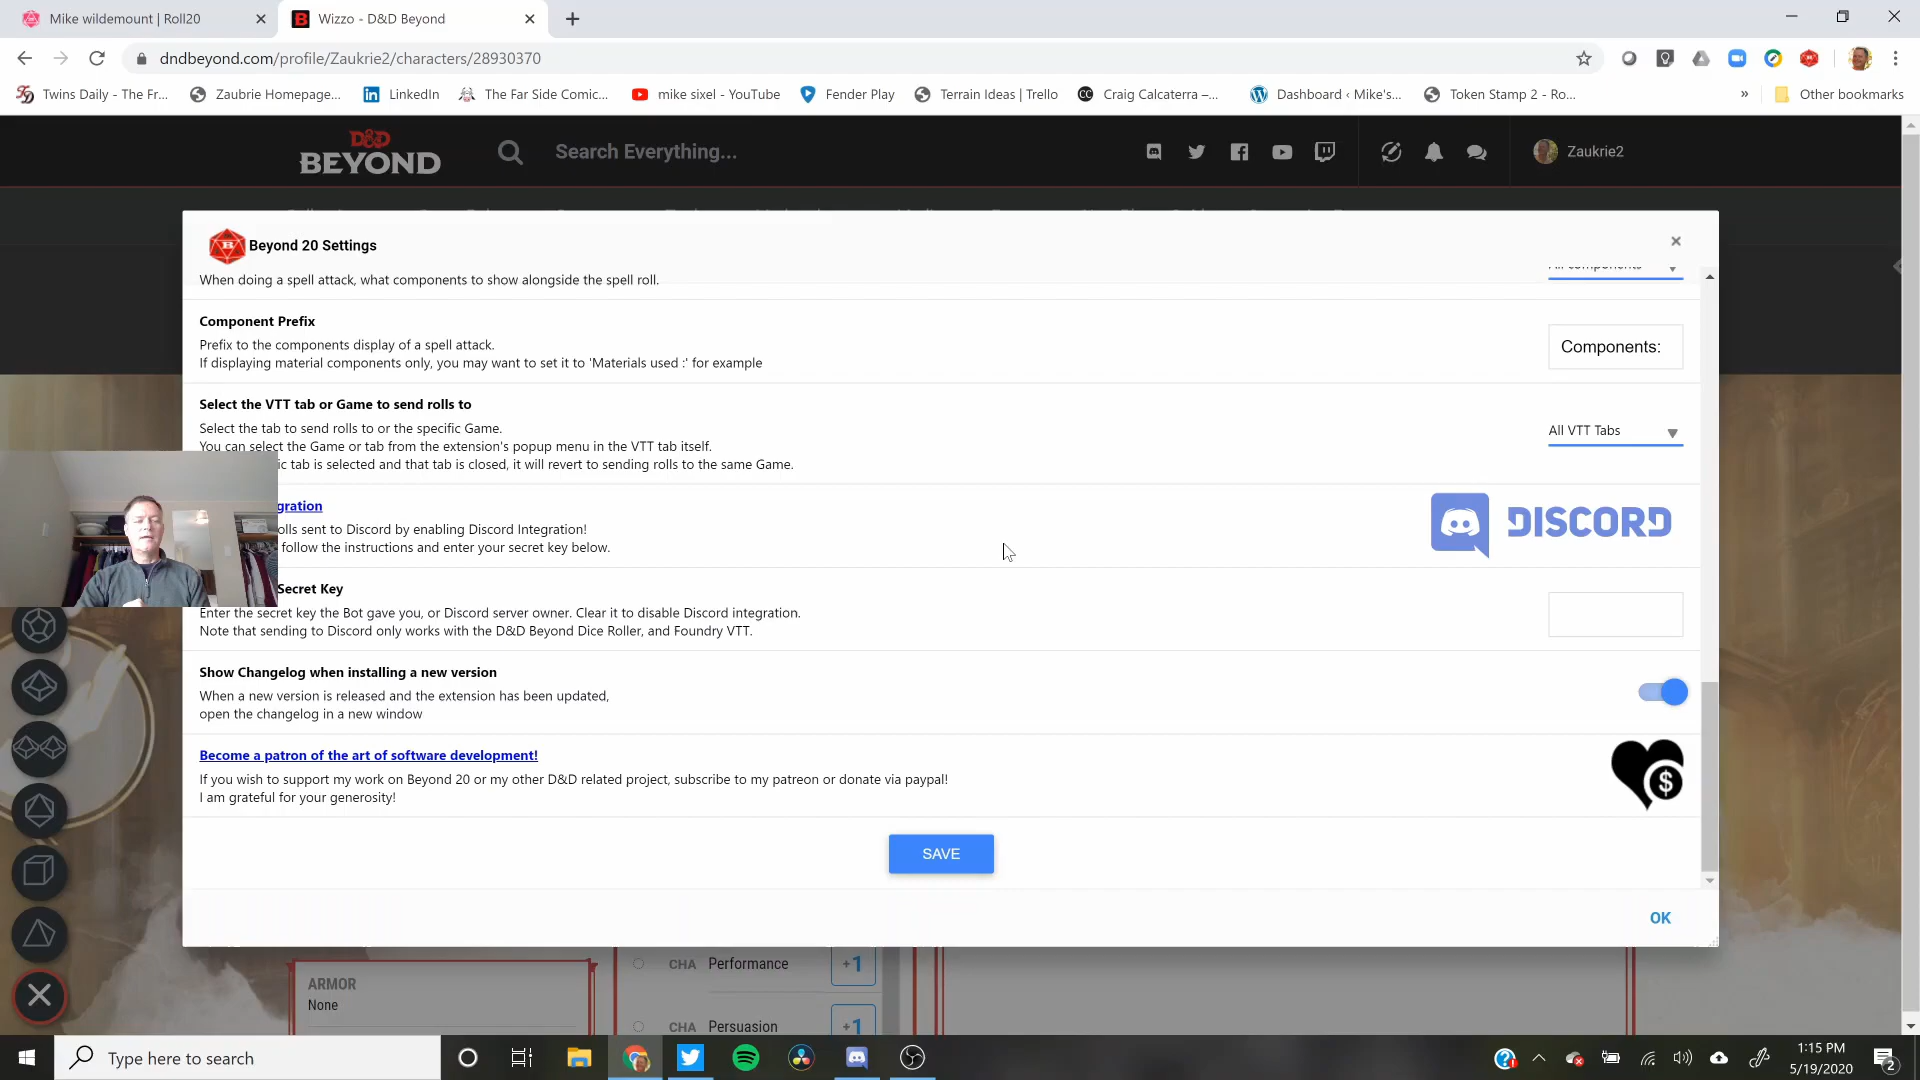 Mike wildemount | Roll20
Wizzo - D&D Beyond
dndbeyond.com/profile/Zaukrie2/characters/28930370
Twins Daily - The Fr...
Zaubrie Homepage...
LinkedIn
The Far Side Comic...
mike sixel - YouTube
Fender Play
Terrain Ideas | Trello
Craig Calcaterra –...
Dashboard ‹ Mike's...
Token Stamp 2 - Ro...
»
Other bookmarks
D&D
BEYOND
Search Everything...
Zaukrie2
Beyond 20 Settings
When doing a spell attack, what components to show alongside the spell roll.
All components
Component Prefix
Prefix to the components display of a spell attack.
If displaying material components only, you may want to set it to 'Materials used :' for example
Components:
Select the VTT tab or Game to send rolls to
Select the tab to send rolls to or the specific Game.
You can select the Game or tab from the extension's popup menu in the VTT tab itself.
ic tab is selected and that tab is closed, it will revert to sending rolls to the same Game.
All VTT Tabs
gration
olls sent to Discord by enabling Discord Integration!
follow the instructions and enter your secret key below.
DISCORD
Secret Key
Enter the secret key the Bot gave you, or Discord server owner. Clear it to disable Discord integration.
Note that sending to Discord only works with the D&D Beyond Dice Roller, and Foundry VTT.
Show Changelog when installing a new version
When a new version is released and the extension has been updated,
open the changelog in a new window
Become a patron of the art of software development!
If you wish to support my work on Beyond 20 or my other D&D related project, subscribe to my patreon or donate via paypal!
I am grateful for your generosity!
$
SAVE
OK
ARMOR
None
CHA Performance +1
CHA Persuasion +1
Type here to search
1:15 PM
5/19/2020
2